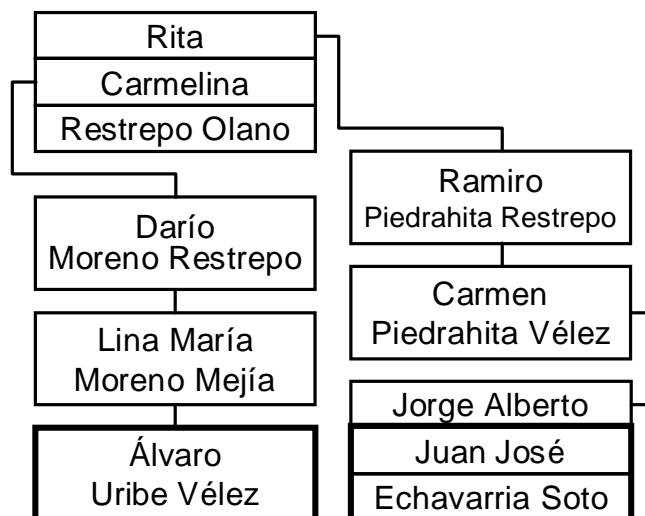 Rita
Carmelina
Restrepo Olano
Ramiro
Piedrahita Restrepo
Darío
Moreno Restrepo
Carmen
Piedrahita Vélez
Lina María
Moreno Mejía
Jorge Alberto
Álvaro
Uribe Vélez
Juan José
Echavarria Soto